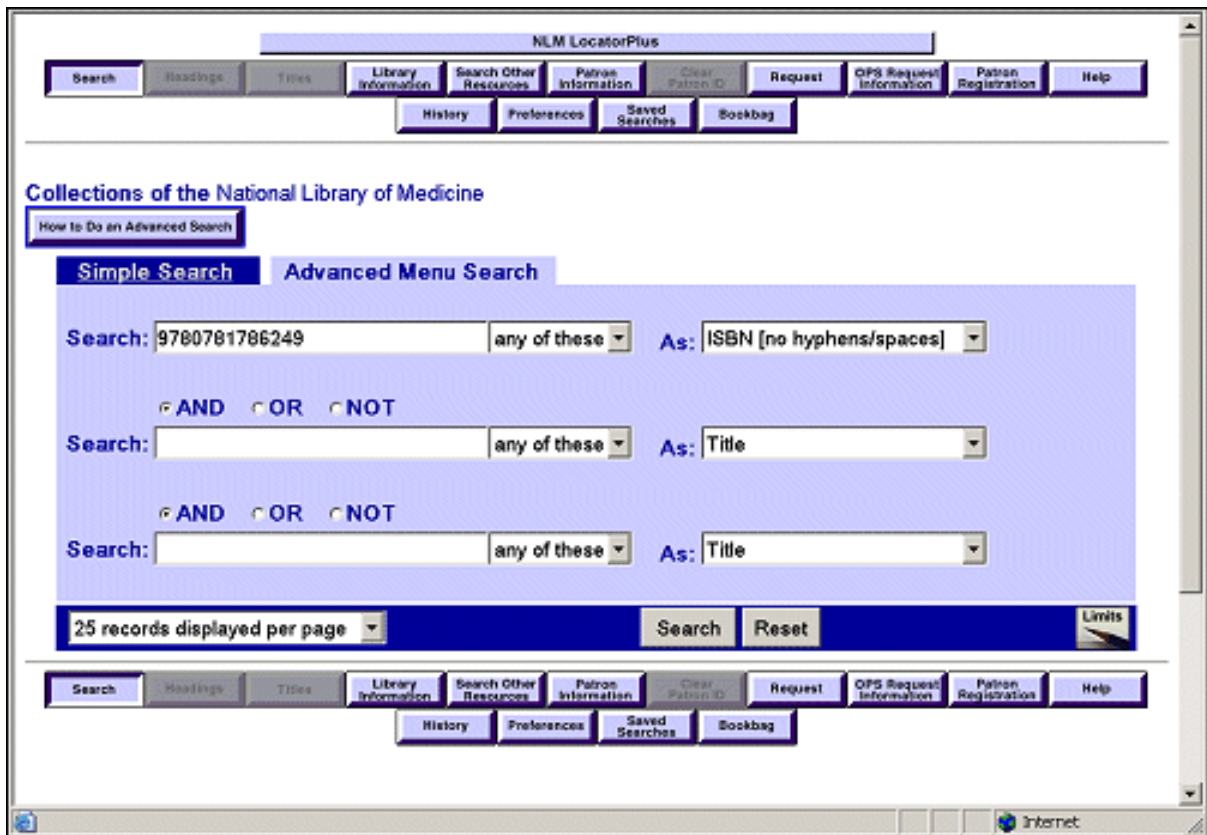 NLM LocatorPlus
Search Headings Titles Library Information Search Other Resources Patron Information Clear Patron ID Request OPS Request Information Patron Registration Help
History Preferences Saved Searches Bookbag
Collections of the National Library of Medicine
How to Do an Advanced Search
Simple Search Advanced Menu Search
Search: 9780781786249 any of these As: ISBN [no hyphens/spaces]
AND OR NOT
Search: any of these As: Title
AND OR NOT
Search: any of these As: Title
25 records displayed per page Search Reset Limits
Search Headings Titles Library Information Search Other Resources Patron Information Clear Patron ID Request OPS Request Information Patron Registration Help
History Preferences Saved Searches Bookbag
Internet